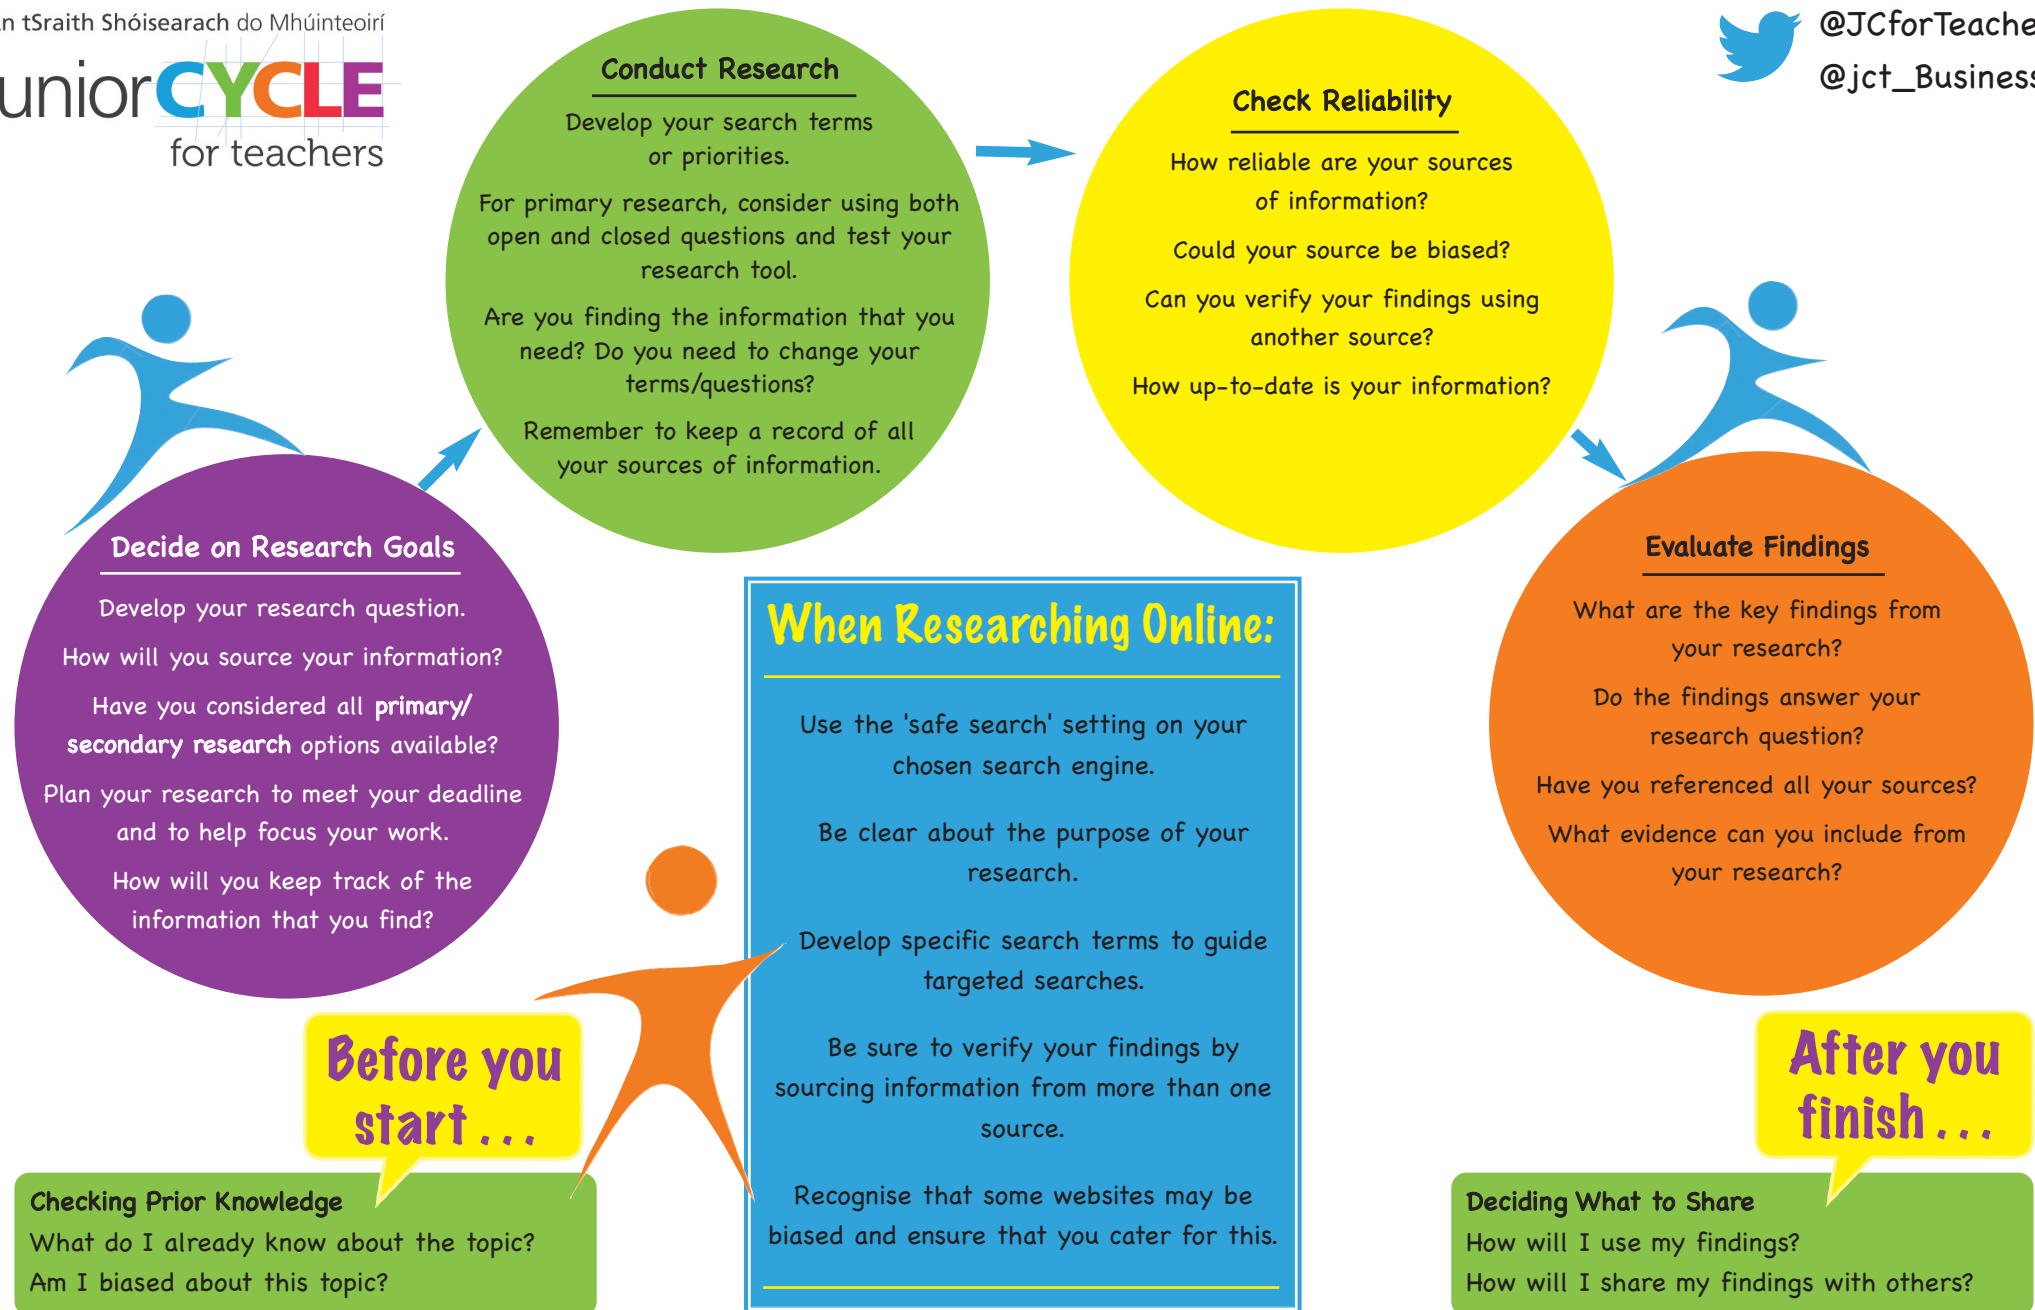 tSraith Shóisearach do Mhúinteoirí
CYCLE
for teachers
@jct_Business
Decide on Research Goals
Develop your research question.
How will you source your information?
Have you considered all primary/
secondary research options available?
Plan your research to meet your deadline
and to help focus your work.
How will you keep track of the
information that you find?
Conduct Research
Develop your search terms
or priorities.
For primary research, consider using both
open and closed questions and test your
research tool.
Are you finding the information that you
need? Do you need to change your
terms/questions?
Remember to keep a record of all
your sources of information.
Check Reliability
How reliable are your sources
of information?
Could your source be biased?
Can you verify your findings using
another source?
How up-to-date is your information?
Evaluate Findings
What are the key findings from
your research?
Do the findings answer your
research question?
Have you referenced all your sources?
What evidence can you include from
your research?
When Researching Online:
Use the 'safe search' setting on your
chosen search engine.
Be clear about the purpose of your
research.
Develop specific search terms to guide
targeted searches.
Be sure to verify your findings by
sourcing information from more than one
source.
Recognise that some websites may be
biased and ensure that you cater for this.
Before you
start...
Checking Prior Knowledge
What do I already know about the topic?
Am I biased about this topic?
After you
finish...
Deciding What to Share
How will I use my findings?
How will I share my findings with others?